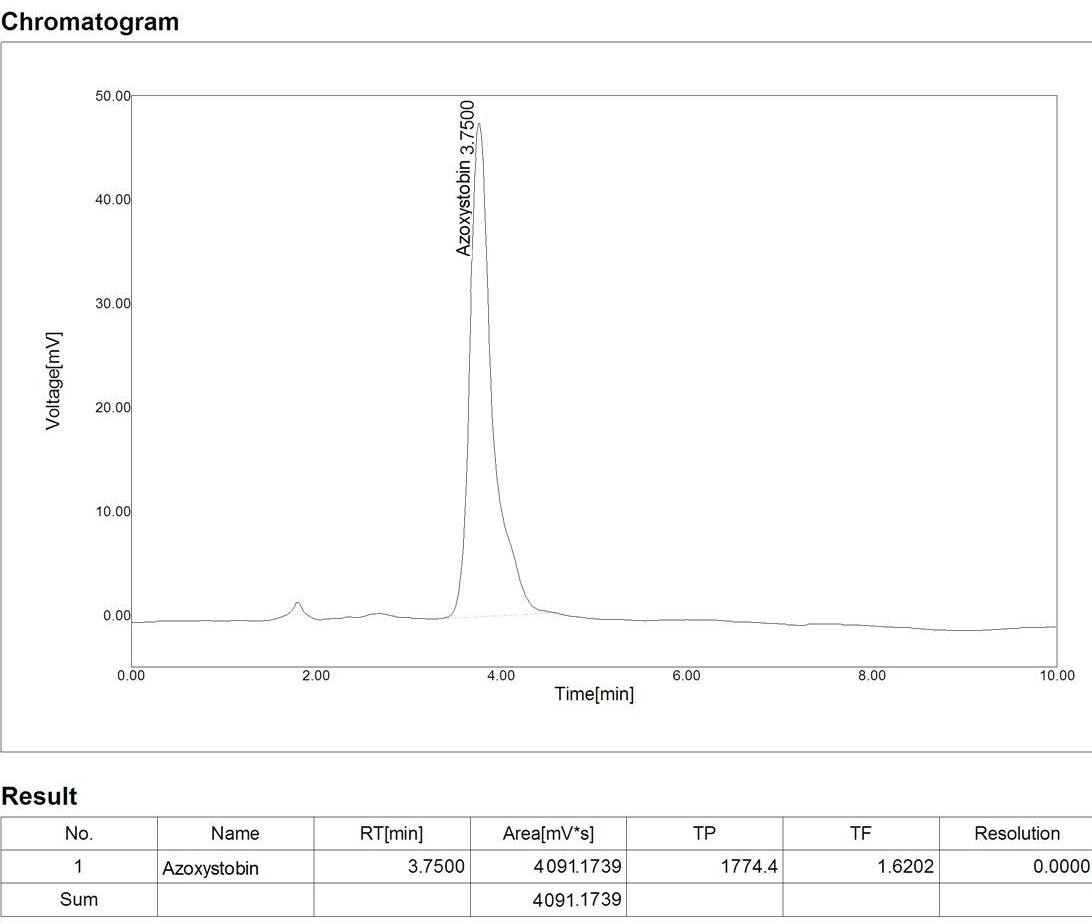 Chromatogram
50.00
40.00
30.00
20.00
10.00
0.00
Voltage[mV]
Azoxystobin 3.7500
0.00 2.00 4.00 6.00 8.00 10.00
Time[min]
Result
No. Name RT[min] Area[mV*s] TP TF Resolution
1 Azoxystobin 3.7500 4091.1739 1774.4 1.6202 0.0000
Sum 4091.1739